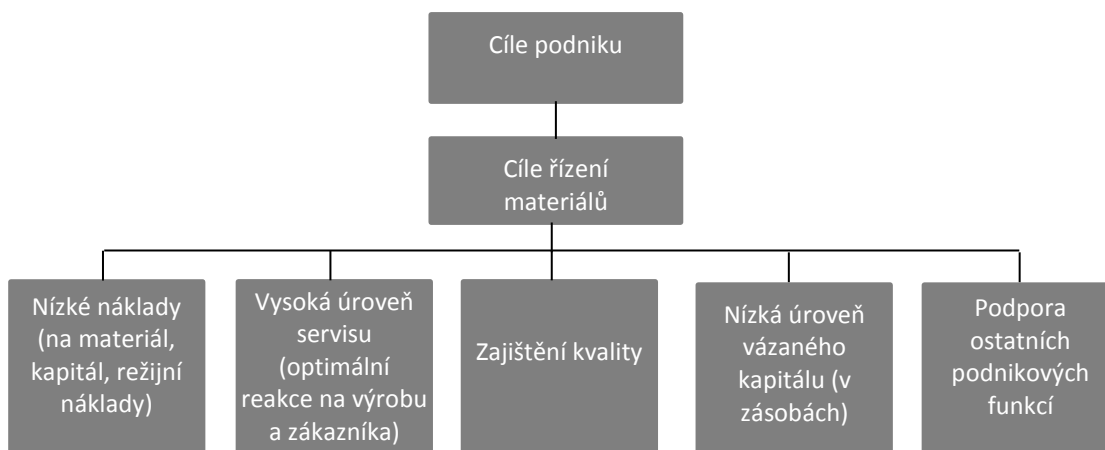 Cíle podniku
Cíle řízení
materiálů
Nízké náklady
(na materiál,
kapitál, režijní
náklady)
Vysoká úroveň
servisu
(optimální
reakce na výrobu
a zákazníka)
Zajištění kvality
Nízká úroveň
vázaného
kapitálu (v
zásobách)
Podpora
ostatních
podnikových
funkcí